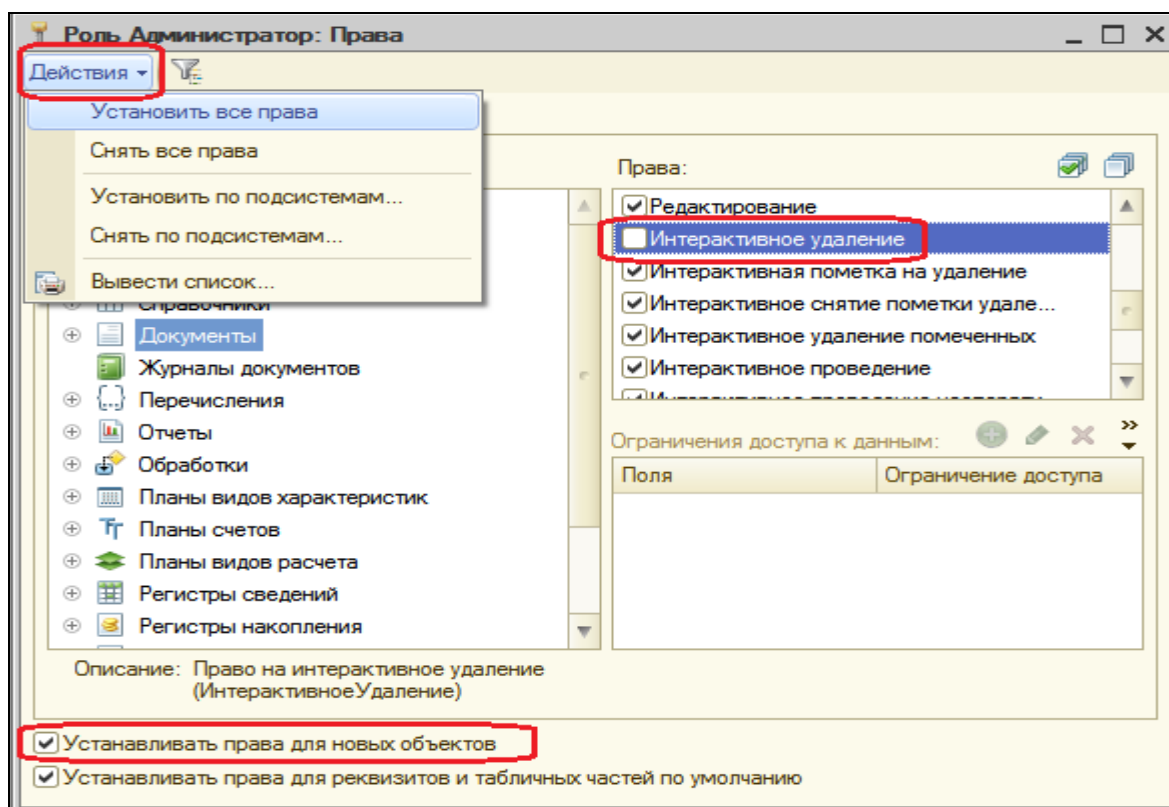 Роль Администратор: Права
Действия
Установить все права
Снять все права
Установить по подсистемам...
Снять по подсистемам...
Вывести список...
Справочники
Документы
Журналы документов
Перечисления
Отчеты
Обработки
Планы видов характеристик
Планы счетов
Планы видов расчета
Регистры сведений
Регистры накопления
Права:
Редактирование
Интерактивное удаление
Интерактивная пометка на удаление
Интерактивное снятие пометки удале...
Интерактивное удаление помеченных
Интерактивное проведение
Ограничения доступа к данным:
Поля Ограничение доступа
Описание: Право на интерактивное удаление
(ИнтерактивноеУдаление)
Устанавливать права для новых объектов
Устанавливать права для реквизитов и табличных частей по умолчанию